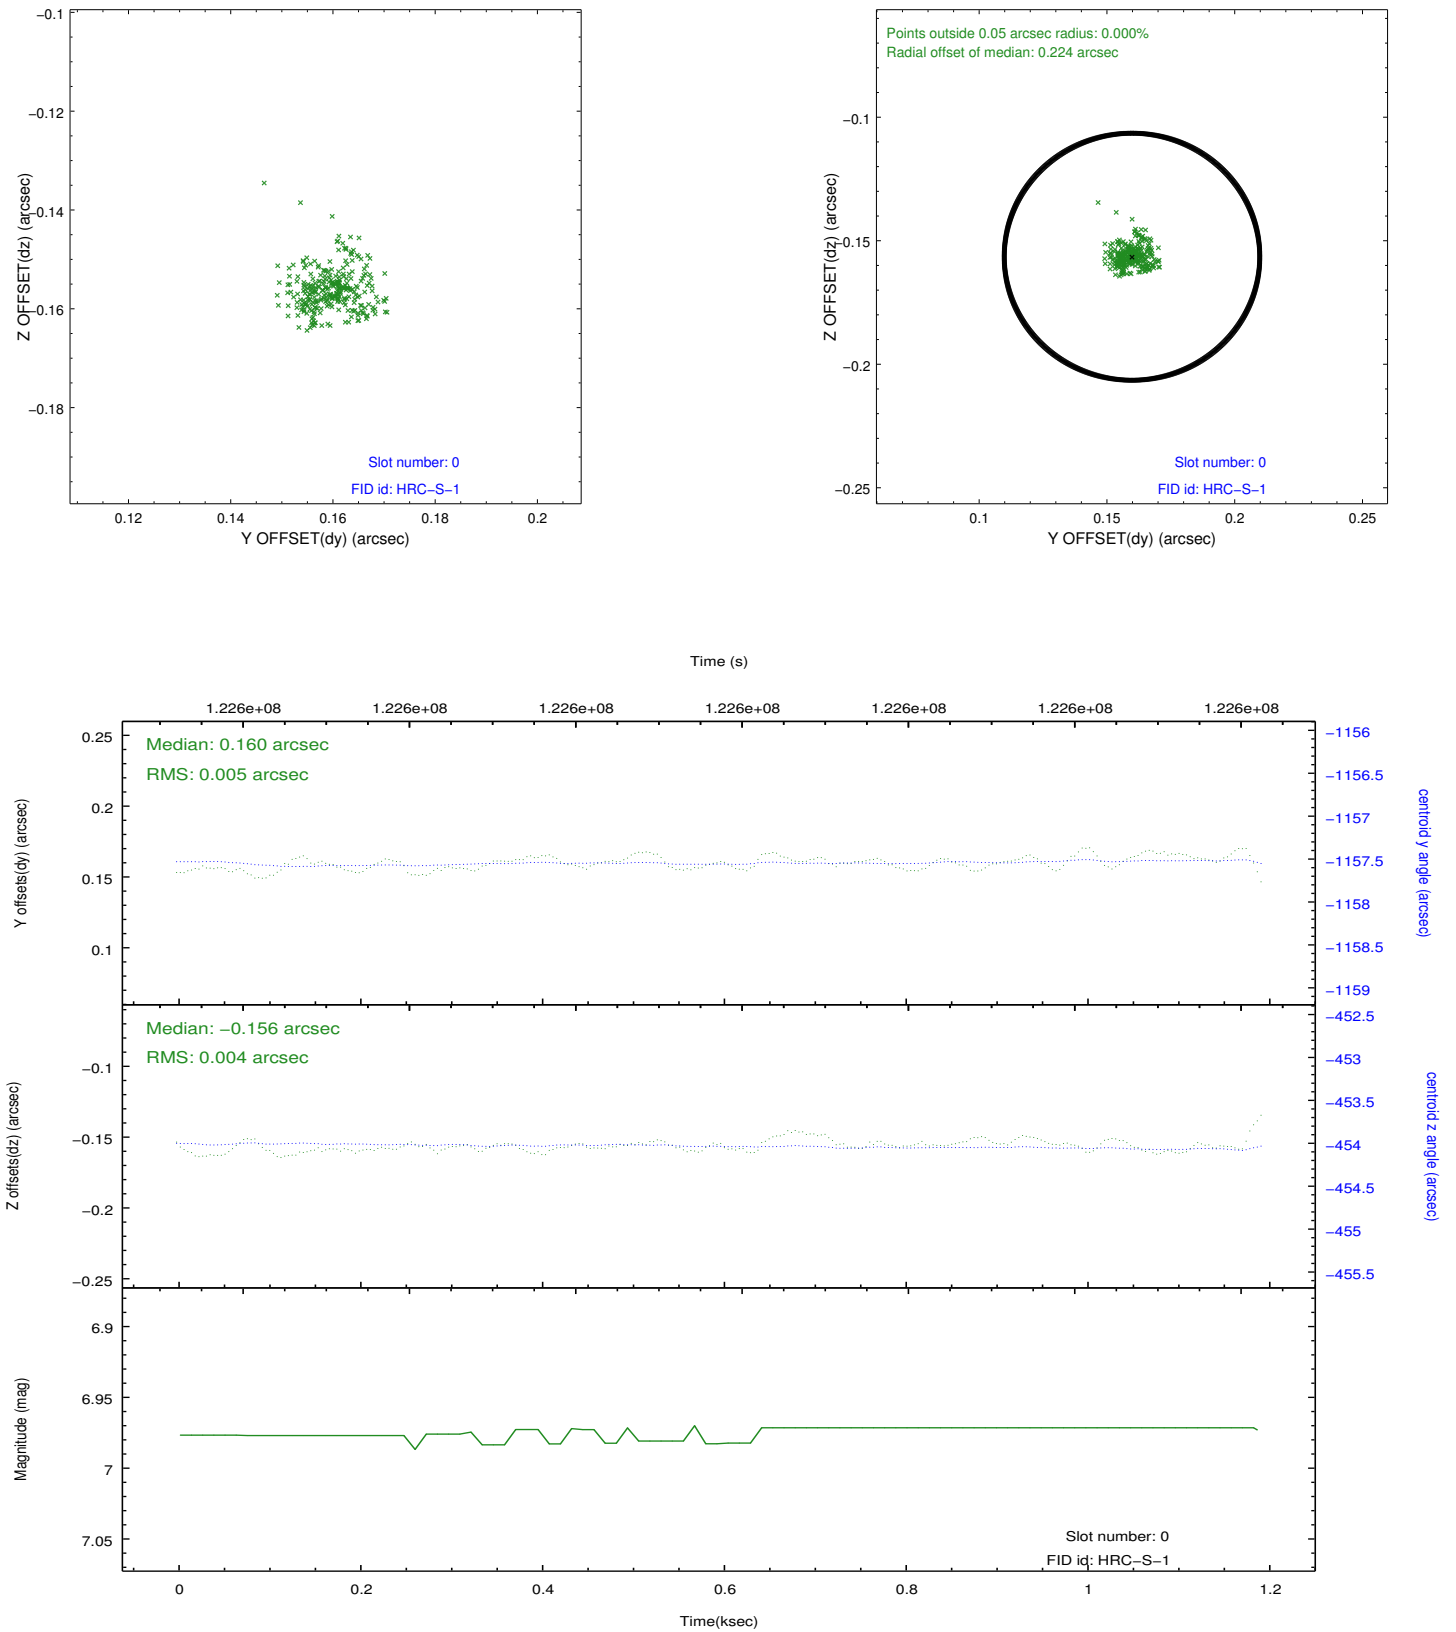 −0.1
−0.12
−0.14
−0.16
−0.18
Z OFFSET(dz) (arcsec)
Slot number: 0
FID id: HRC−S−1
0.12 0.14 0.16 0.18 0.2
Y OFFSET(dy) (arcsec)
Points outside 0.05 arcsec radius: 0.000%
Radial offset of median: 0.224 arcsec
−0.1
−0.15
−0.2
−0.25
Z OFFSET(dz) (arcsec)
Slot number: 0
FID id: HRC−S−1
0.1 0.15 0.2 0.25
Y OFFSET(dy) (arcsec)
Time (s)
1.226e+08 1.226e+08 1.226e+08 1.226e+08 1.226e+08 1.226e+08 1.226e+08
Median: 0.160 arcsec
RMS: 0.005 arcsec
0.25
0.2
0.15
0.1
Y offsets(dy) (arcsec)
−1156
−1156.5
−1157
−1157.5
−1158
−1158.5
−1159
centroid y angle (arcsec)
Median: −0.156 arcsec
RMS: 0.004 arcsec
−0.1
−0.15
−0.2
−0.25
Z offsets(dz) (arcsec)
−452.5
−453
−453.5
−454
−454.5
−455
−455.5
centroid z angle (arcsec)
6.9
6.95
7
7.05
Magnitude (mag)
Slot number: 0
FID id: HRC−S−1
0 0.2 0.4 0.6 0.8 1 1.2
Time(ksec)